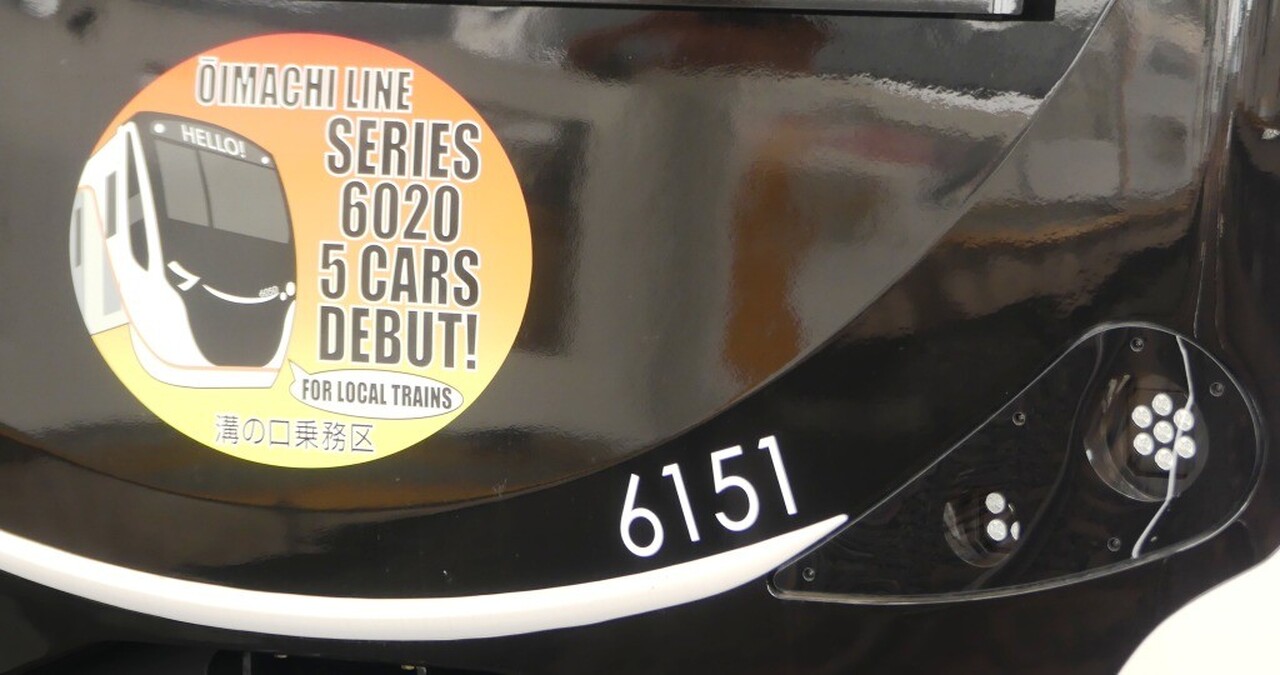 ŌIMACHI LINE
HELLO!
SERIES
6020
5 CARS
DEBUT!
FOR LOCAL TRAINS
溝の口乗務区
6151